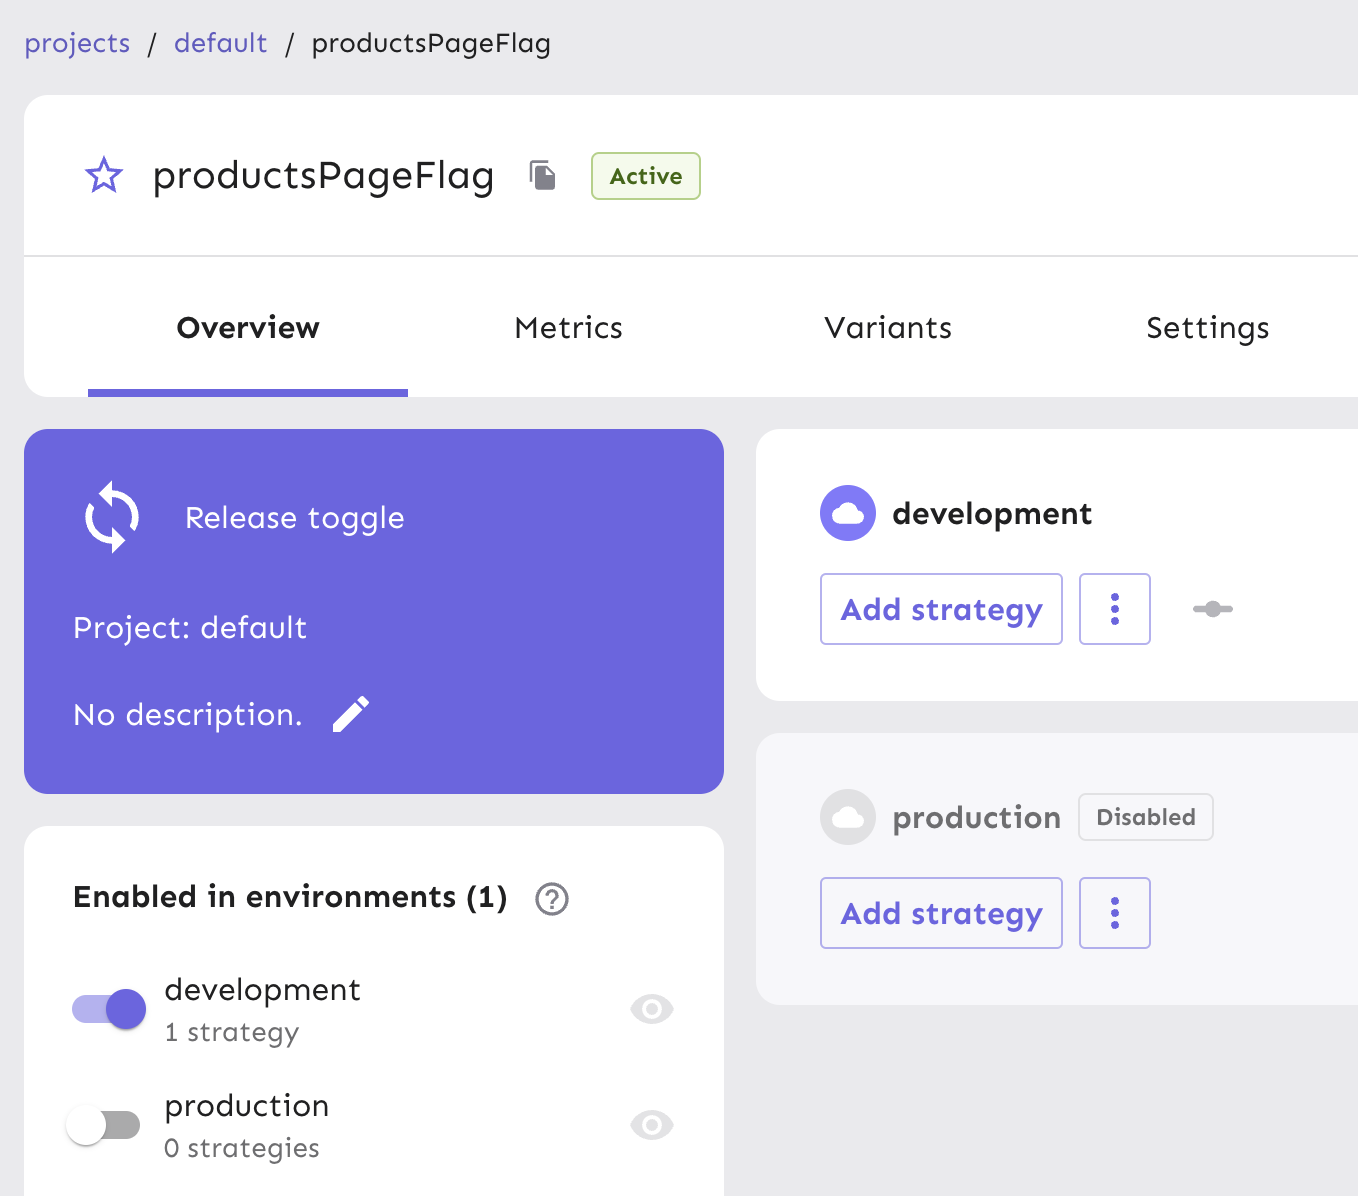 projects / default / productsPageFlag
productsPageFlag Active
Overview Metrics Variants Settings
Release toggle
Project: default
No description.
Enabled in environments (1)
development
1 strategy
production
0 strategies
development
Add strategy
production Disabled
Add strategy